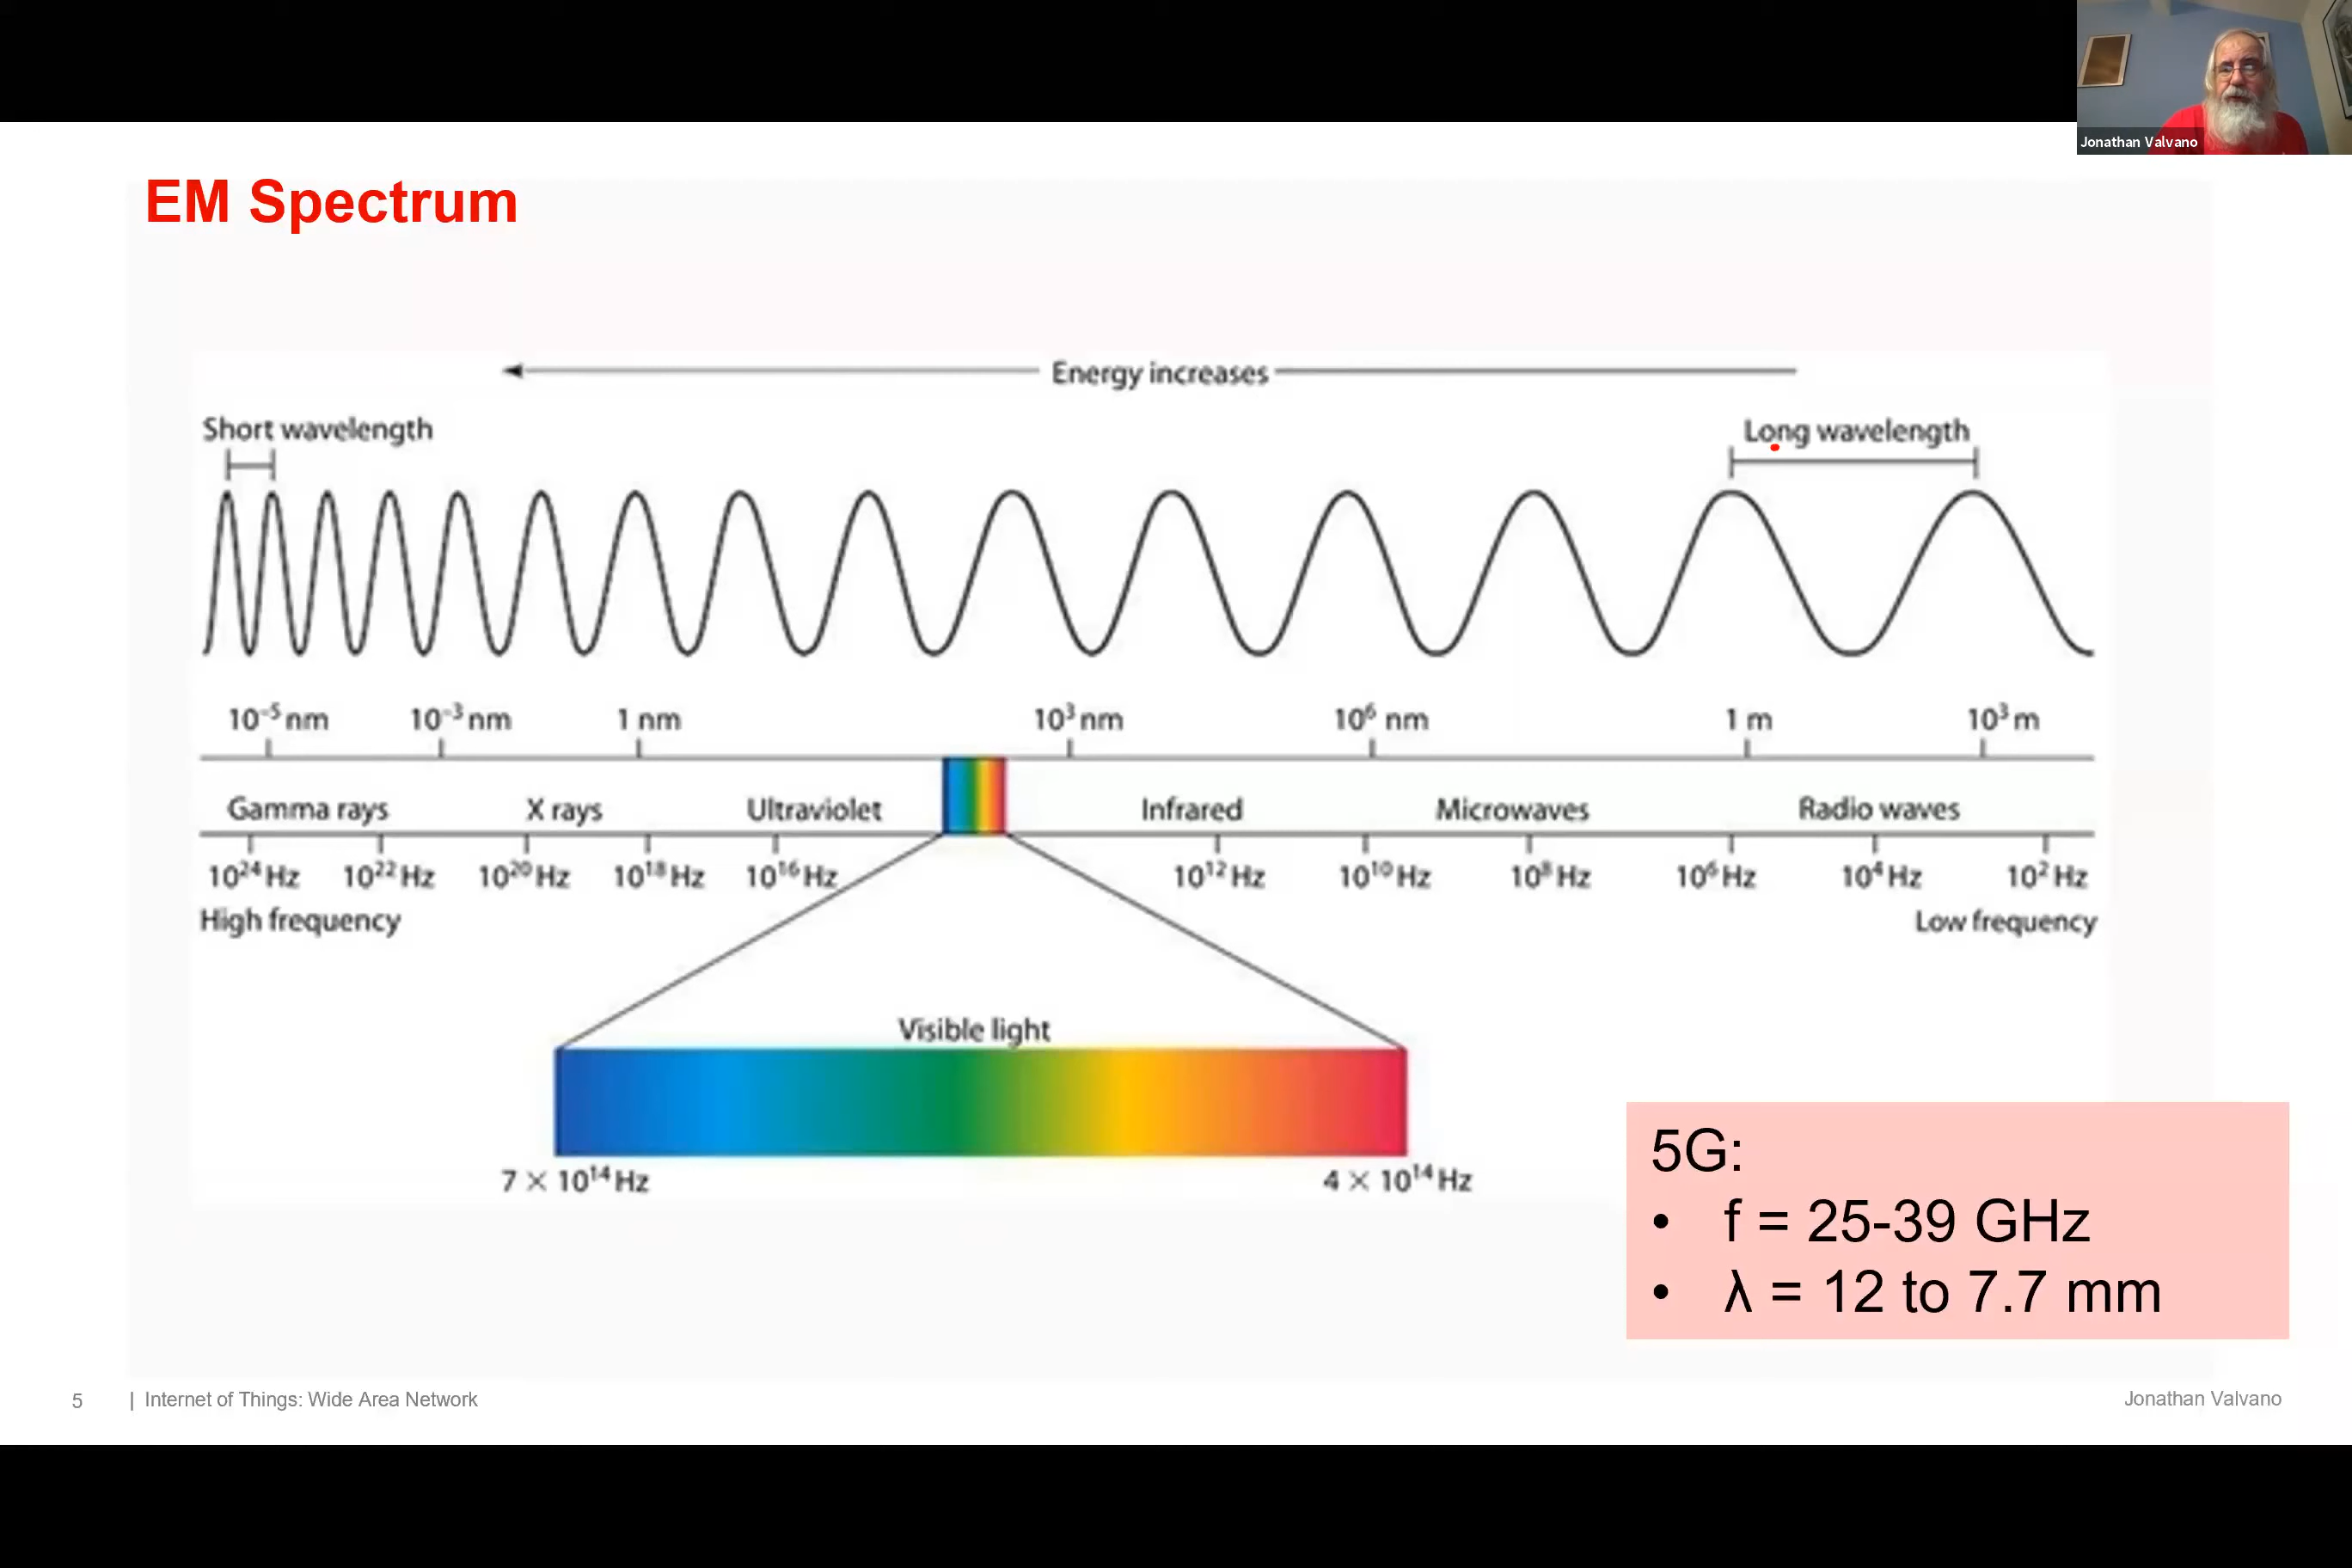 Jonathan Valvano
EM Spectrum
Energy increases
Short wavelength
Long wavelength
10⁻⁵ nm 10⁻³ nm 1 nm 10³ nm 10⁶ nm 1 m 10³ m
Gamma rays X rays Ultraviolet Infrared Microwaves Radio waves
10²⁴ Hz 10²² Hz 10²⁰ Hz 10¹⁸ Hz 10¹⁶ Hz 10¹² Hz 10¹⁰ Hz 10⁸ Hz 10⁶ Hz 10⁴ Hz 10² Hz
High frequency Low frequency
Visible light
7 × 10¹⁴ Hz 4 × 10¹⁴ Hz
5G:
• f = 25-39 GHz
• λ = 12 to 7.7 mm
5 | Internet of Things: Wide Area Network Jonathan Valvano